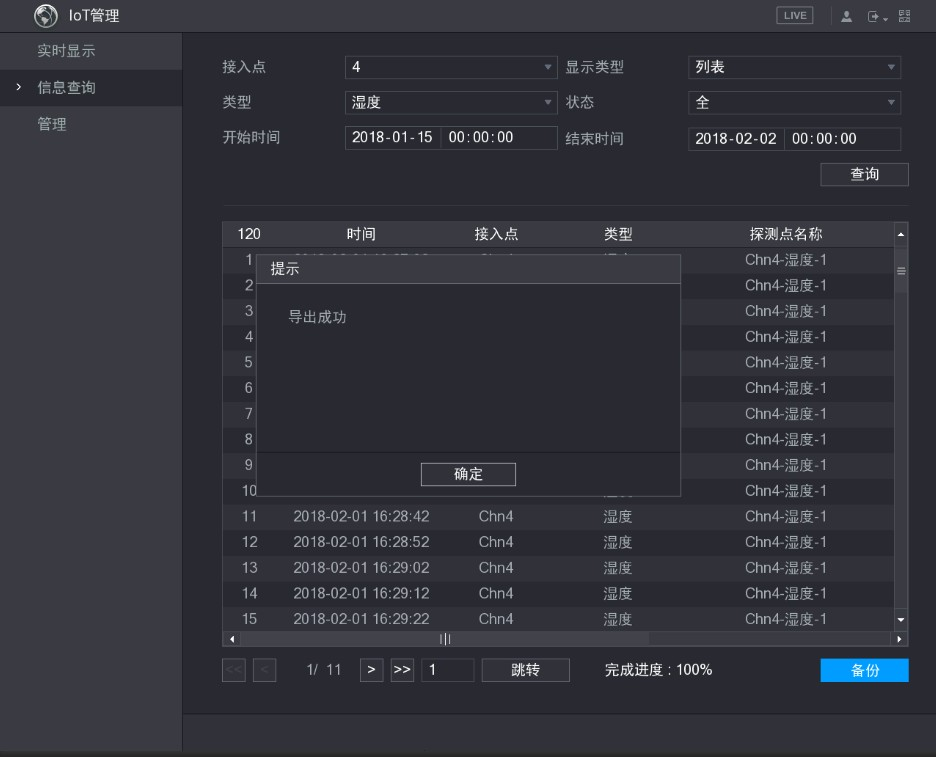 IoT管理
LIVE
实时显示
信息查询
管理
接入点 4 显示类型 列表
类型 湿度 状态 全
开始时间 2018-01-15 00:00:00 结束时间 2018-02-02 00:00:00
查询
120 时间 接入点 类型 探测点名称
1 Chn4-湿度-1
提示
2 Chn4-湿度-1
3 Chn4-湿度-1
导出成功
4 Chn4-湿度-1
5 Chn4-湿度-1
6 Chn4-湿度-1
7 Chn4-湿度-1
8 Chn4-湿度-1
9 Chn4-湿度-1
确定
10 Chn4-湿度-1
11 2018-02-01 16:28:42 Chn4 湿度 Chn4-湿度-1
12 2018-02-01 16:28:52 Chn4 湿度 Chn4-湿度-1
13 2018-02-01 16:29:02 Chn4 湿度 Chn4-湿度-1
14 2018-02-01 16:29:12 Chn4 湿度 Chn4-湿度-1
15 2018-02-01 16:29:22 Chn4 湿度 Chn4-湿度-1
<< < 1/ 11 > >> 1 跳转 完成进度 : 100% 备份